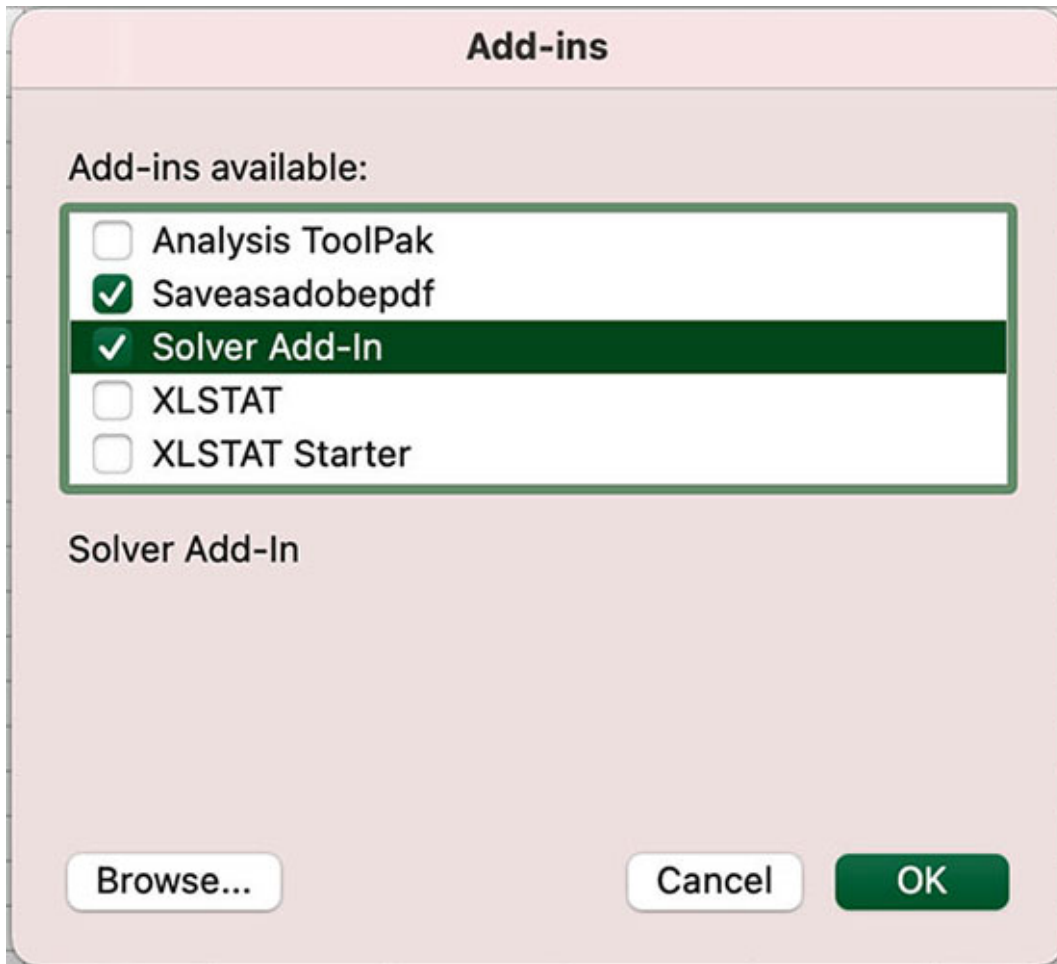 Add-ins
Add-ins available:
Analysis ToolPak
Saveasadobepdf
Solver Add-In
XLSTAT
XLSTAT Starter
Solver Add-In
Browse...
Cancel
OK